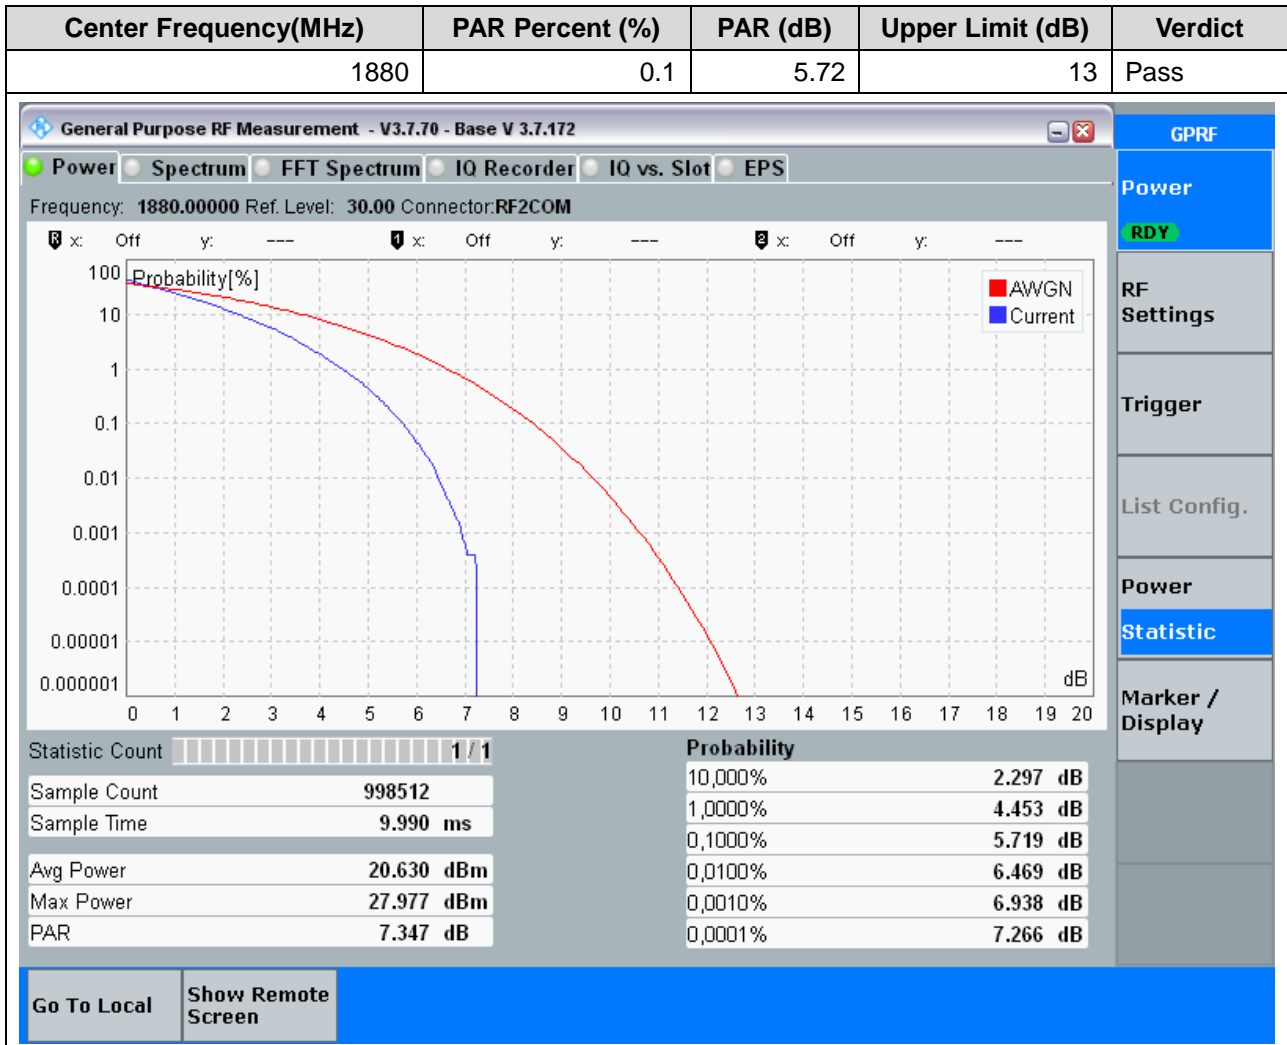 Center Frequency(MHz) PAR Percent (%) PAR (dB) Upper Limit (dB) Verdict
1880 0.1 5.72 13 Pass
General Purpose RF Measurement - V3.7.70 - Base V 3.7.172
GPRF
Power Spectrum FFT Spectrum IQ Recorder IQ vs. Slot EPS
Power
RDY
Frequency: 1880.00000 Ref. Level: 30.00 Connector:RF2COM
R x: Off y: --- 1 x: Off y: --- 2 x: Off y: ---
Probability[%]
AWGN
Current
100
10
1
0.1
0.01
0.001
0.0001
0.00001
0.000001
dB
0 1 2 3 4 5 6 7 8 9 10 11 12 13 14 15 16 17 18 19 20
RF
Settings
Trigger
List Config.
Power
Statistic
Marker /
Display
Statistic Count 1 / 1
Sample Count 998512
Sample Time 9.990 ms
Avg Power 20.630 dBm
Max Power 27.977 dBm
PAR 7.347 dB
Probability
10,000% 2.297 dB
1,0000% 4.453 dB
0,1000% 5.719 dB
0,0100% 6.469 dB
0,0010% 6.938 dB
0,0001% 7.266 dB
Go To Local
Show Remote
Screen